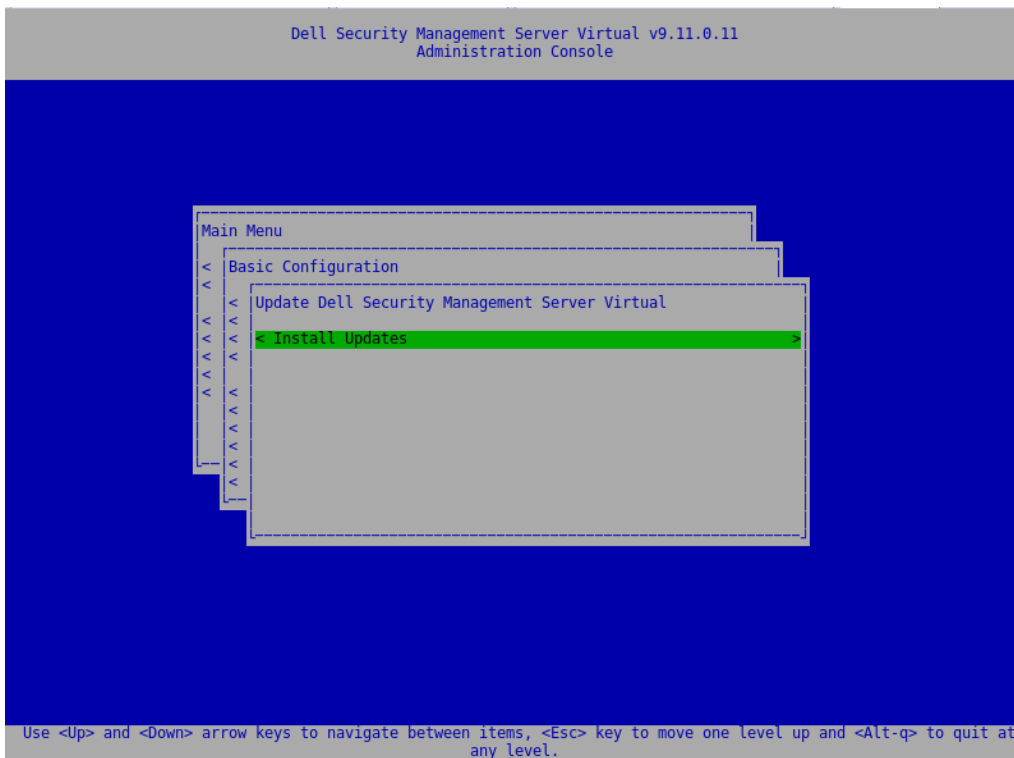 Dell Security Management Server Virtual v9.11.0.11
Administration Console
Main Menu
< Basic Configuration
<
< Update Dell Security Management Server Virtual
< <
< < < Install Updates >
< <
<
< <
<
<
<
<
<
Use <Up> and <Down> arrow keys to navigate between items, <Esc> key to move one level up and <Alt-q> to quit at
any level.